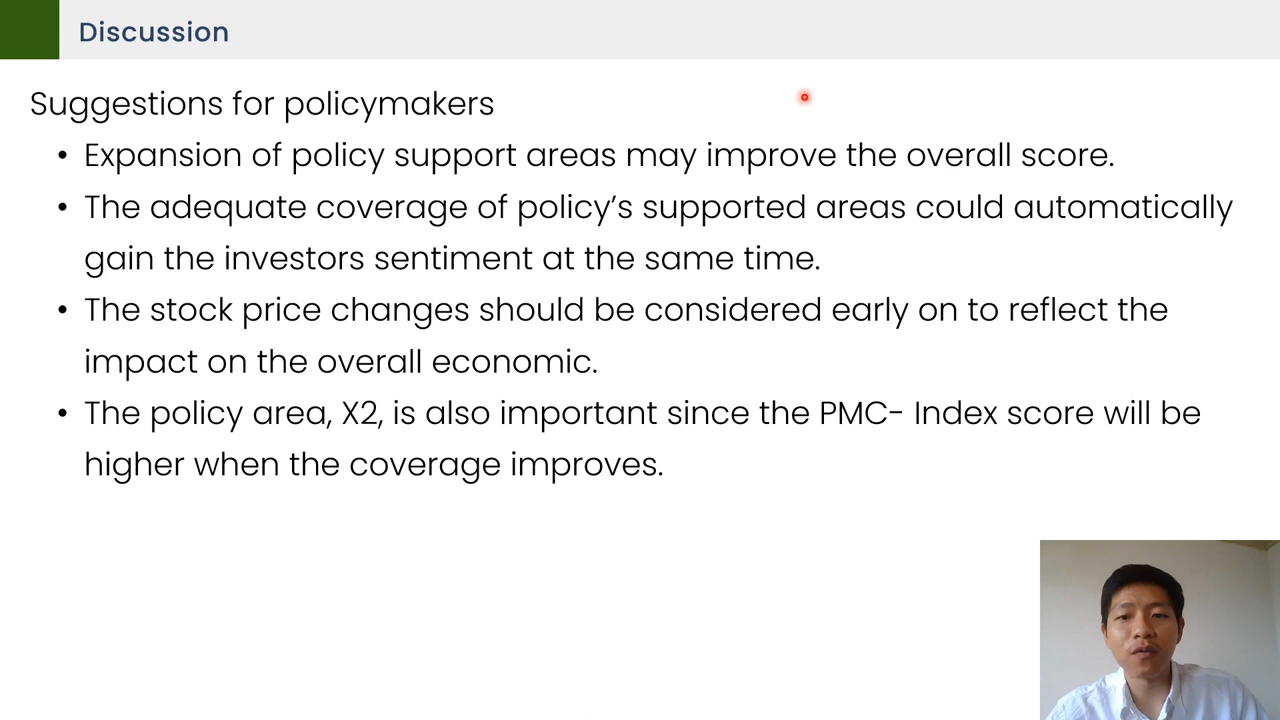 Discussion
Suggestions for policymakers
• Expansion of policy support areas may improve the overall score.
• The adequate coverage of policy’s supported areas could automatically
gain the investors sentiment at the same time.
• The stock price changes should be considered early on to reflect the
impact on the overall economic.
• The policy area, X2, is also important since the PMC- Index score will be
higher when the coverage improves.